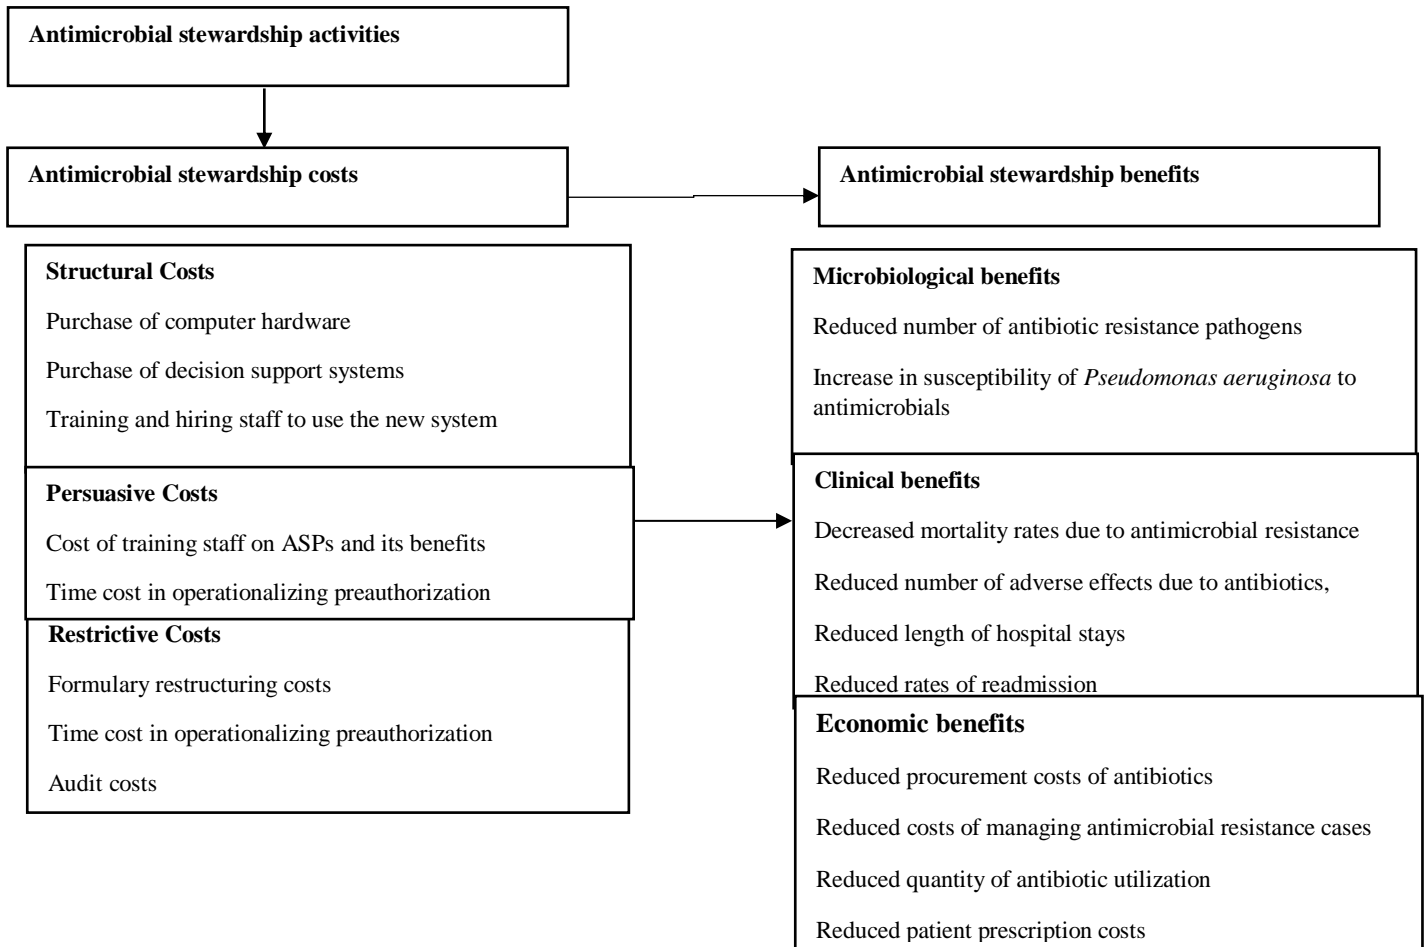 Antimicrobial stewardship activities
Antimicrobial stewardship costs
Antimicrobial stewardship benefits
Structural Costs
Purchase of computer hardware
Purchase of decision support systems
Training and hiring staff to use the new system
Persuasive Costs
Cost of training staff on ASPs and its benefits
Time cost in operationalizing preauthorization
Restrictive Costs
Formulary restructuring costs
Time cost in operationalizing preauthorization
Audit costs
Microbiological benefits
Reduced number of antibiotic resistance pathogens
Increase in susceptibility of Pseudomonas aeruginosa to
antimicrobials
Clinical benefits
Decreased mortality rates due to antimicrobial resistance
Reduced number of adverse effects due to antibiotics,
Reduced length of hospital stays
Reduced rates of readmission
Economic benefits
Reduced procurement costs of antibiotics
Reduced costs of managing antimicrobial resistance cases
Reduced quantity of antibiotic utilization
Reduced patient prescription costs